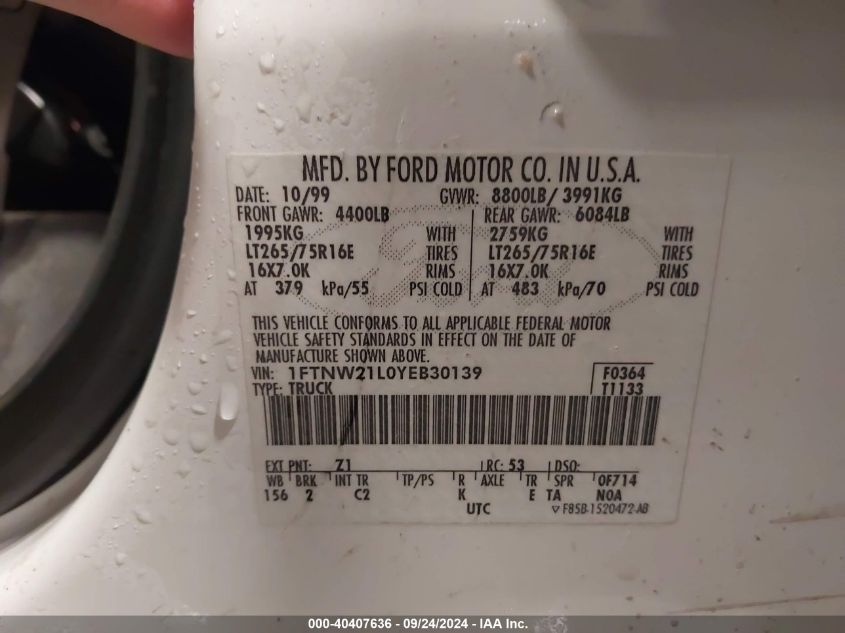 MFD. BY FORD MOTOR CO. IN U.S.A.
DATE: 10/99 GVWR: 8800LB/ 3991KG
FRONT GAWR: 4400LB REAR GAWR: 6084LB
1995KG WITH 2759KG WITH
LT265/75R16E TIRES LT265/75R16E TIRES
16X7.0K RIMS 16X7.0K RIMS
AT 379 kPa/55 PSI COLD AT 483 kPa/70 PSI COLD
THIS VEHICLE CONFORMS TO ALL APPLICABLE FEDERAL MOTOR
VEHICLE SAFETY STANDARDS IN EFFECT ON THE DATE OF
MANUFACTURE SHOWN ABOVE.
VIN: 1FTNW21L0YEB30139 F0364
TYPE: TRUCK T1133
EXT PNT: Z1 RC: 53 DSO:
WB BRK INT TR TP/PS R AXLE TR SPR 0F714
156 2 C2 K E TA N0A
UTC F85B-1520472-AB
000-40407636 - 09/24/2024 - IAA Inc.